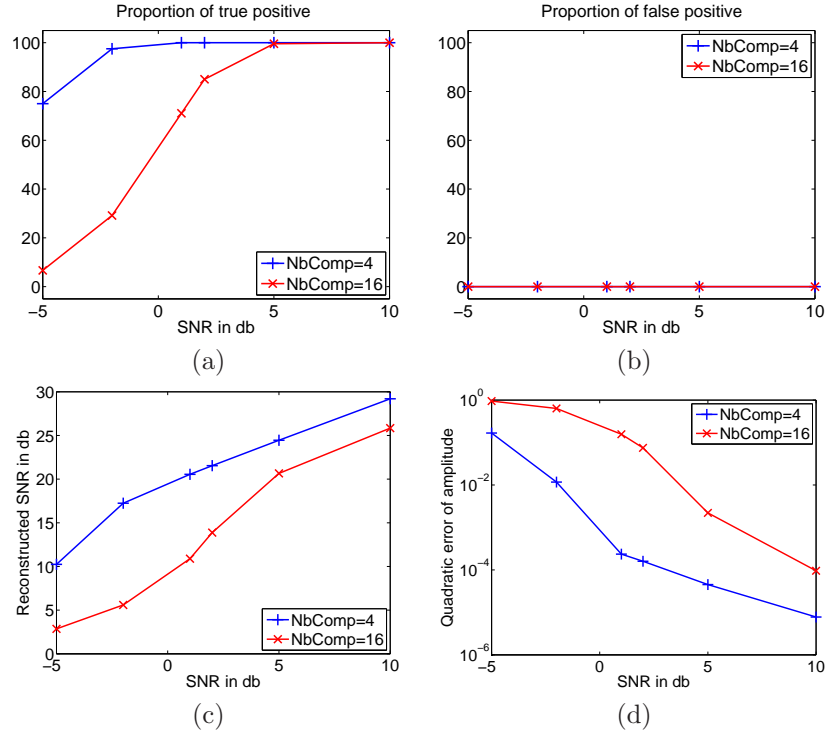 Proportion of true positive
100
80
60
40
20
0
−5 0 5 10
SNR in db
NbComp=4
NbComp=16
(a)
Proportion of false positive
100
80
60
40
20
0
−5 0 5 10
SNR in db
NbComp=4
NbComp=16
(b)
Reconstructed SNR in db
30
25
20
15
10
5
0
−5 0 5 10
SNR in db
NbComp=4
NbComp=16
(c)
Quadratic error of amplitude
10⁰
10⁻²
10⁻⁴
10⁻⁶
−5 0 5 10
SNR in db
NbComp=4
NbComp=16
(d)